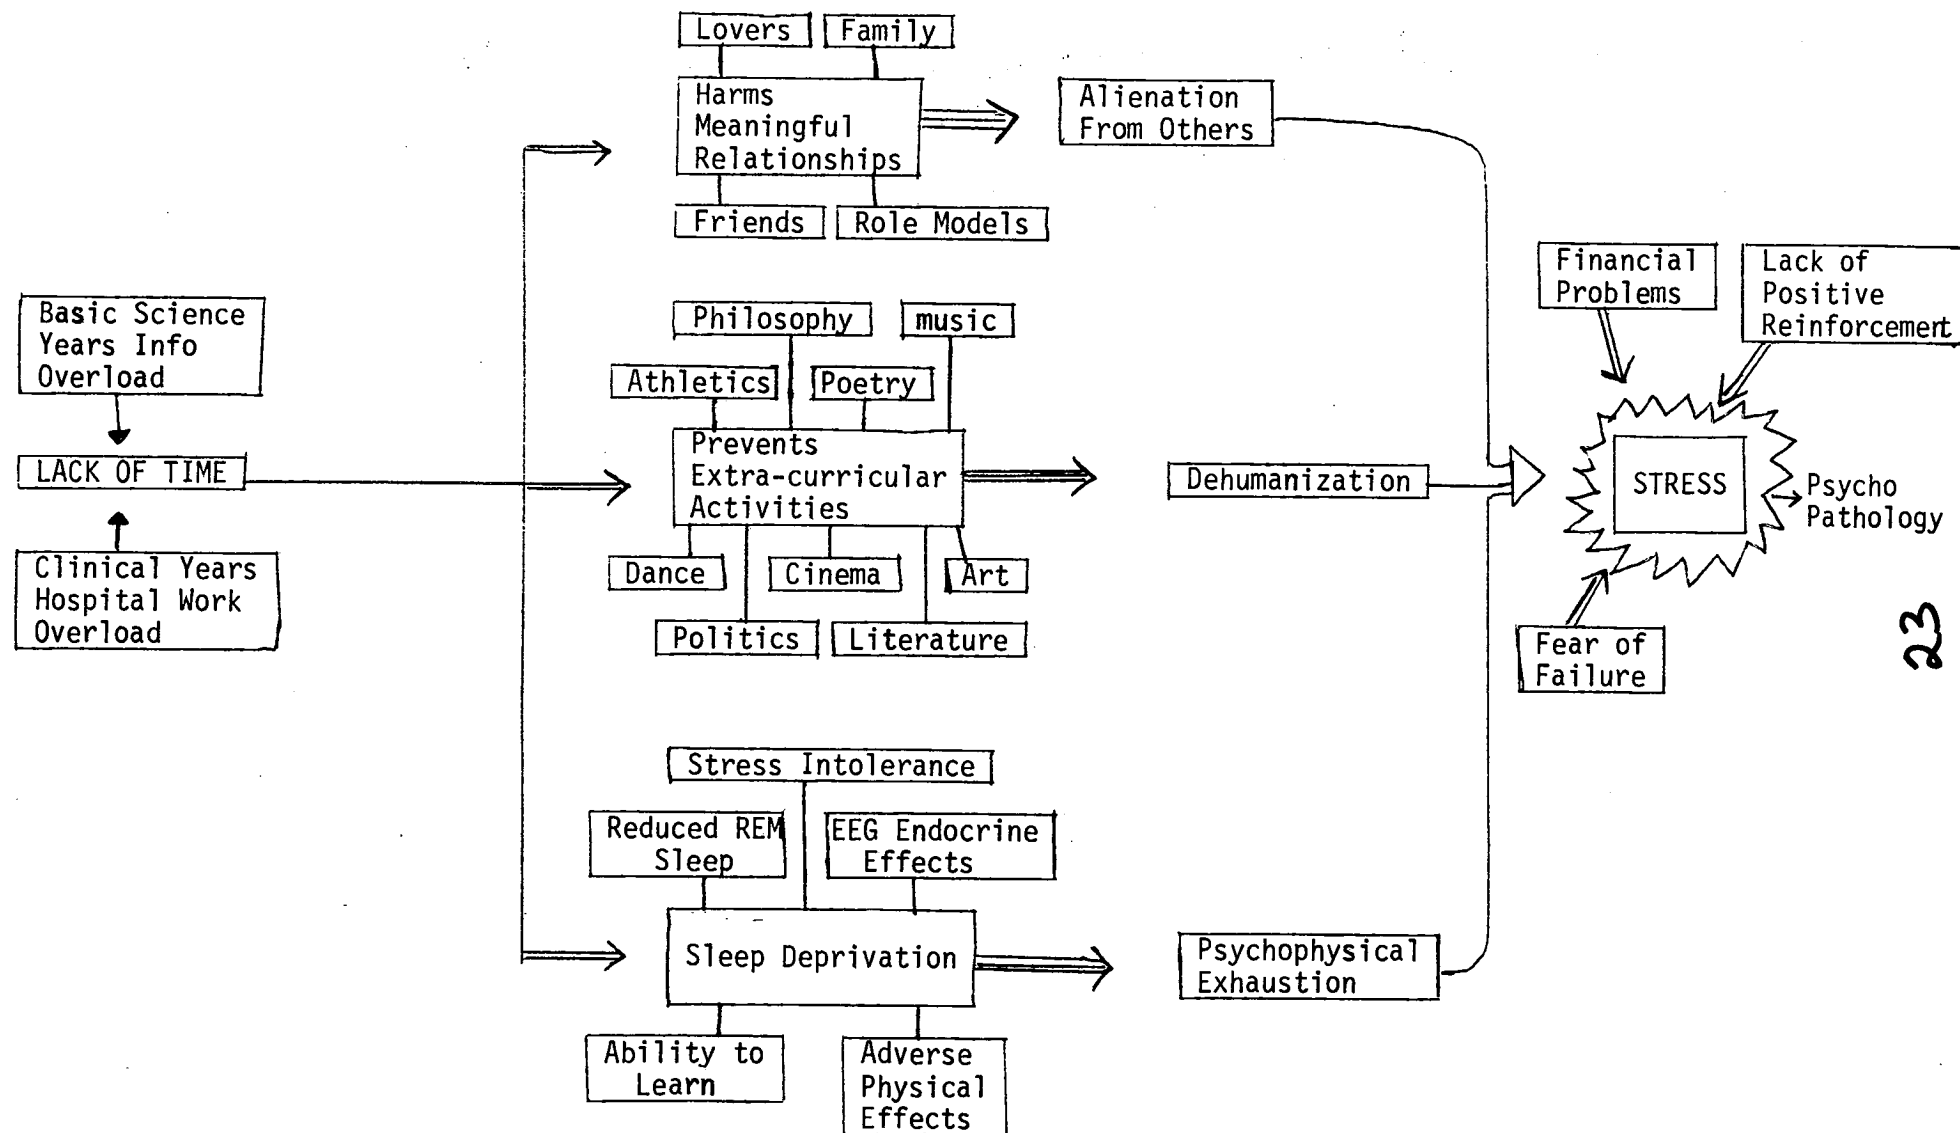 Lovers
Family
Harms
Meaningful
Relationships
Friends
Role Models
Alienation
From Others
Basic Science
Years Info
Overload
LACK OF TIME
Clinical Years
Hospital Work
Overload
Philosophy
music
Athletics
Poetry
Prevents
Extra-curricular
Activities
Dance
Cinema
Art
Politics
Literature
Dehumanization
Financial
Problems
Lack of
Positive
Reinforcement
STRESS
Psycho
Pathology
Fear of
Failure
23
Stress Intolerance
Reduced REM
Sleep
EEG Endocrine
Effects
Sleep Deprivation
Ability to
Learn
Adverse
Physical
Effects
Psychophysical
Exhaustion